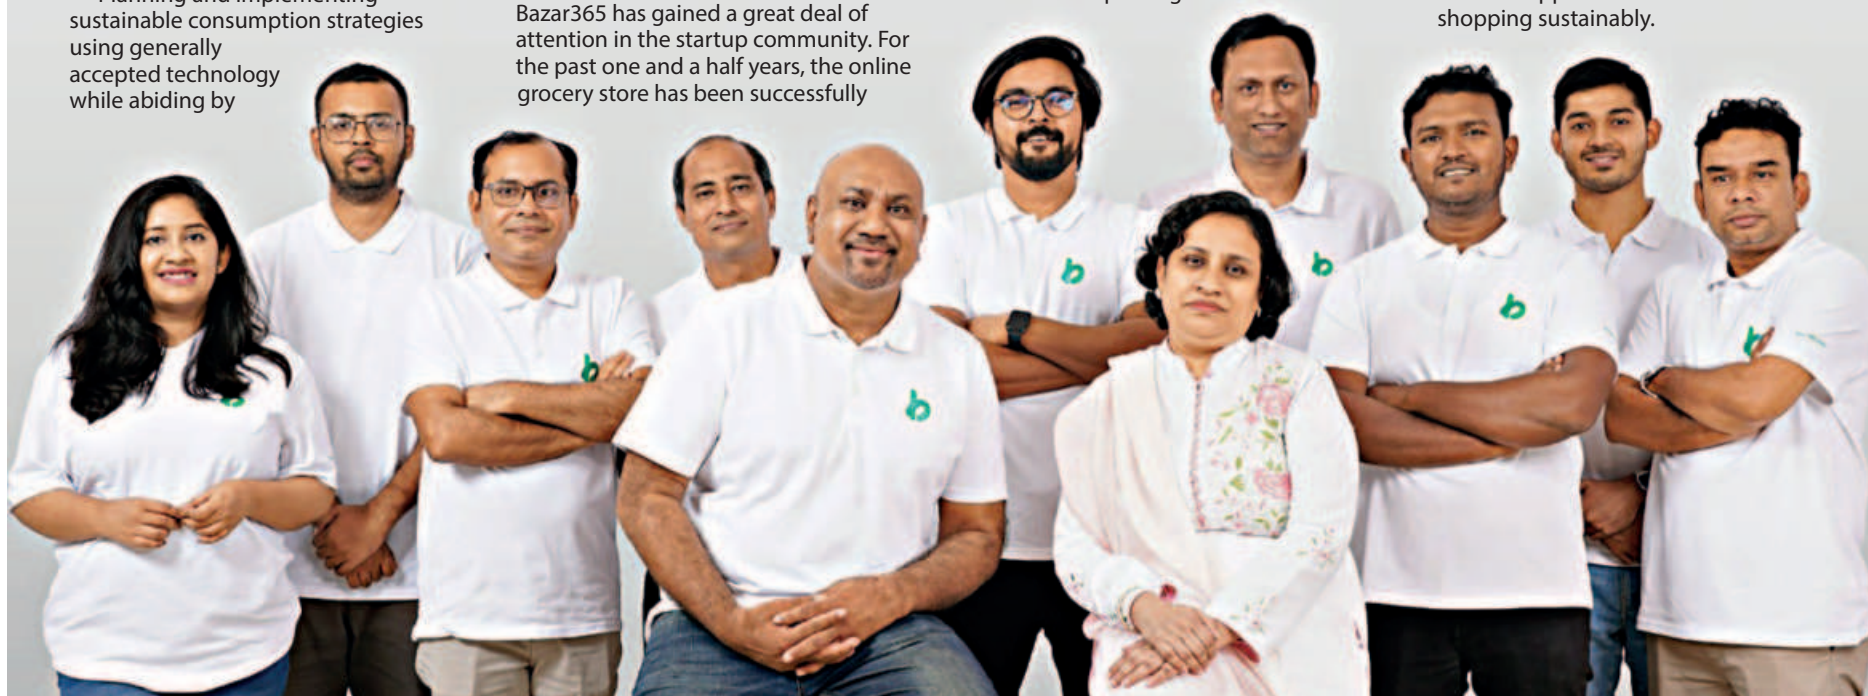 sustainable consumption strategies
using generally
accepted technology
while abiding by
Bazar365 has gained a great deal of
attention in the startup community. For
the past one and a half years, the online
grocery store has been successfully
shopping sustainably.
b
b
b
b
b
b